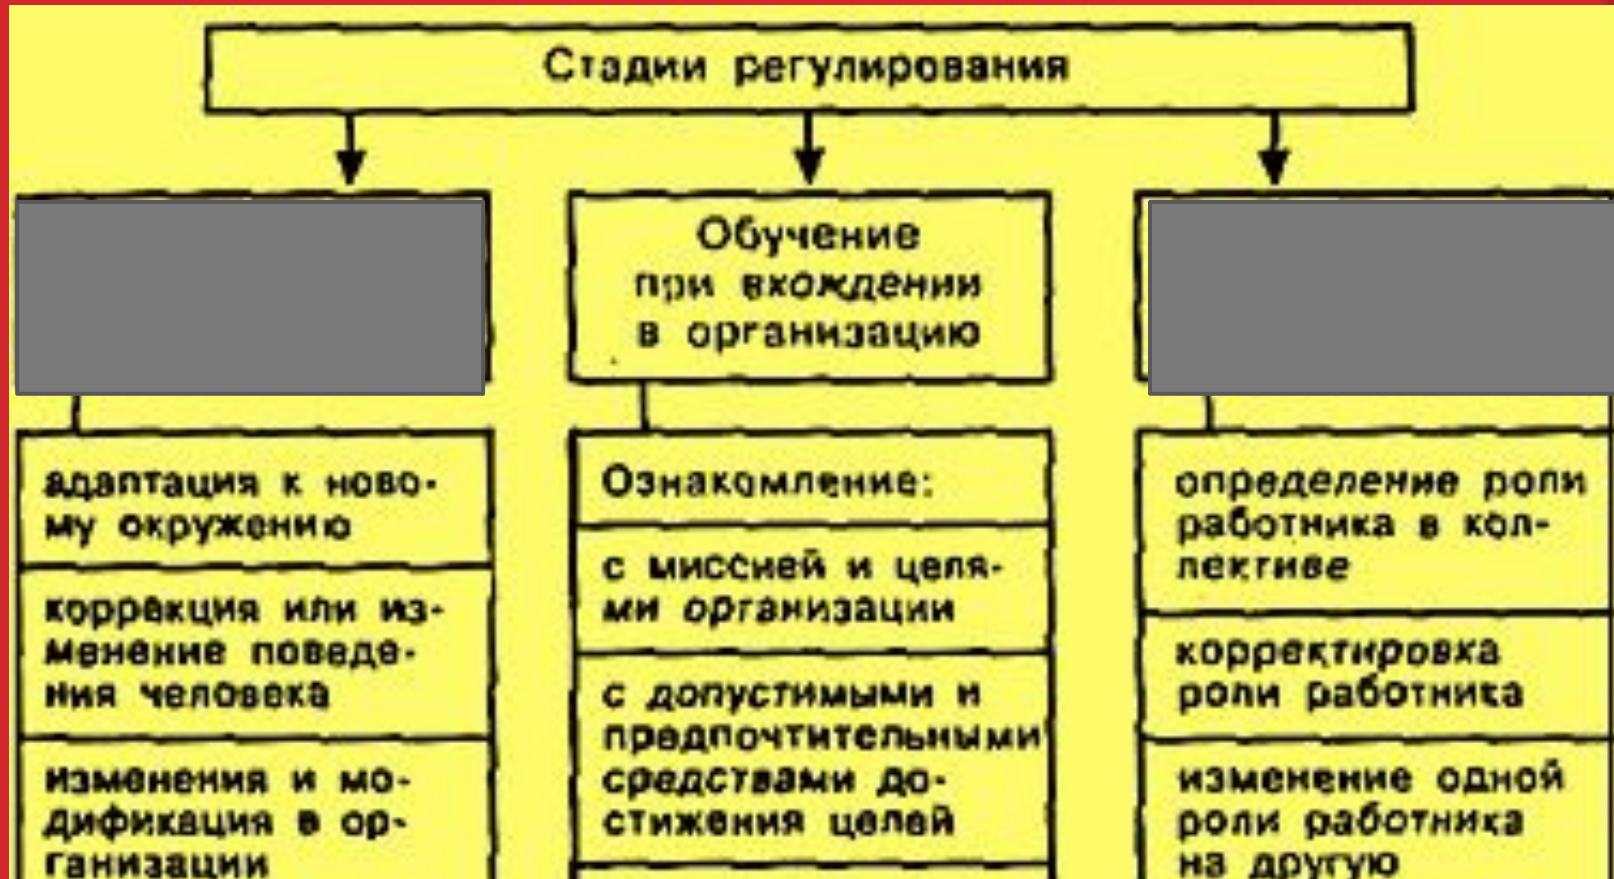 Стадии регулирования
Обучение
при вхождении
в организацию
адаптация к ново-
му окружению
коррекция или из-
менение поведе-
ния человека
изменения и мо-
дификация в ор-
ганизации
Ознакомление:
с миссией и целя-
ми организации
с допустимыми и
предпочтительными
средствами до-
стижения целей
определение роли
работника в кол-
лективе
корректировка
роли работника
изменение одной
роли работника
на другую